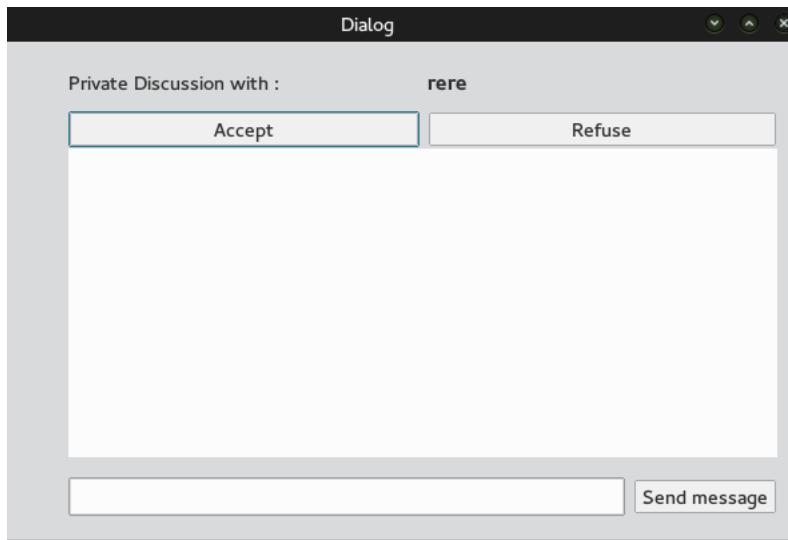 Dialog
Private Discussion with : rere
Accept Refuse
Send message